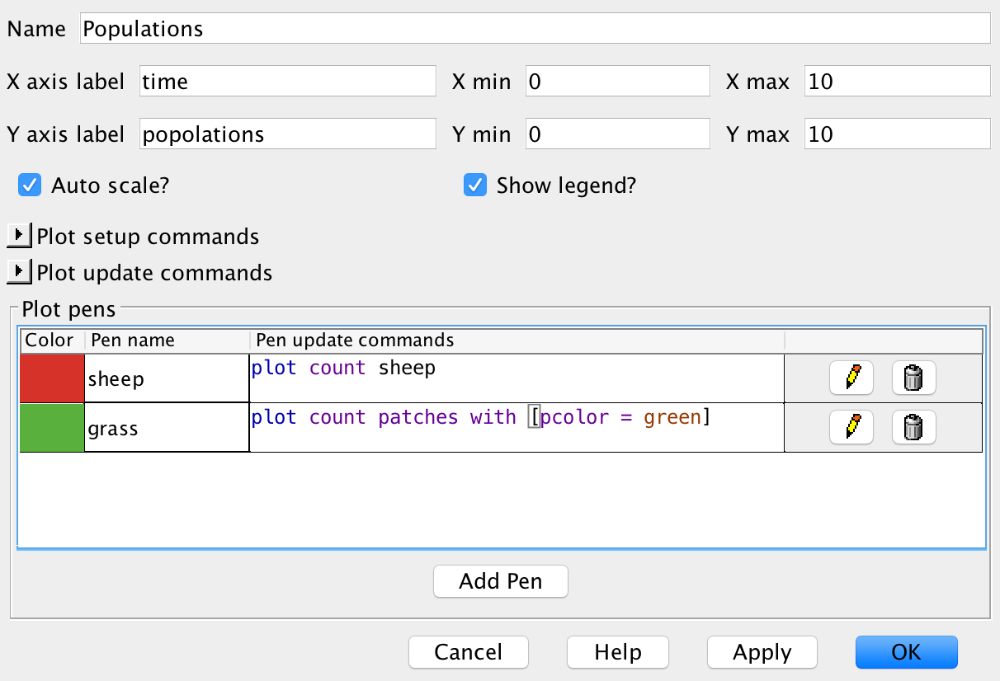 Name Populations
X axis label time X min 0 X max 10
Y axis label popolations Y min 0 Y max 10
Auto scale? Show legend?
Plot setup commands
Plot update commands
Plot pens
Color Pen name Pen update commands
sheep plot count sheep
grass plot count patches with [pcolor = green]
Add Pen
Cancel Help Apply OK